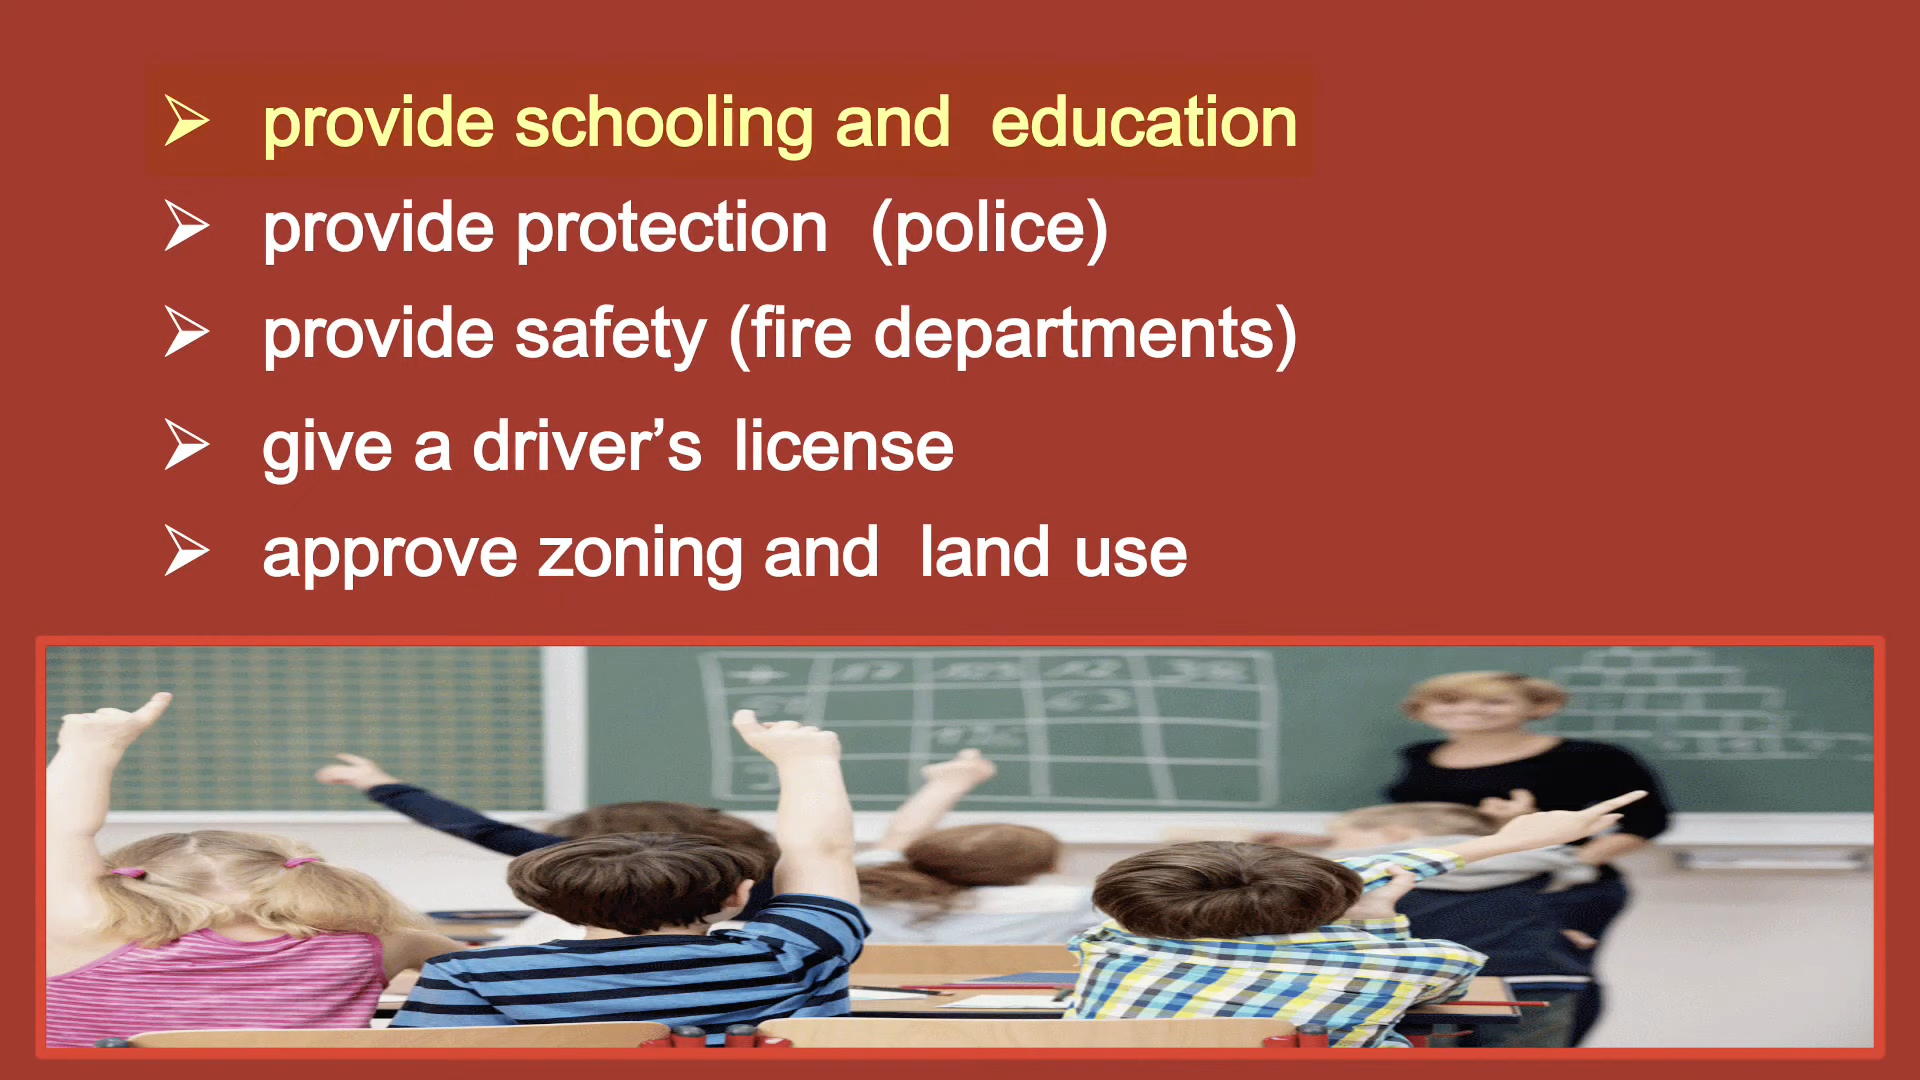 ➢ provide schooling and education
➢ provide protection (police)
➢ provide safety (fire departments)
➢ give a driver’s license
➢ approve zoning and land use